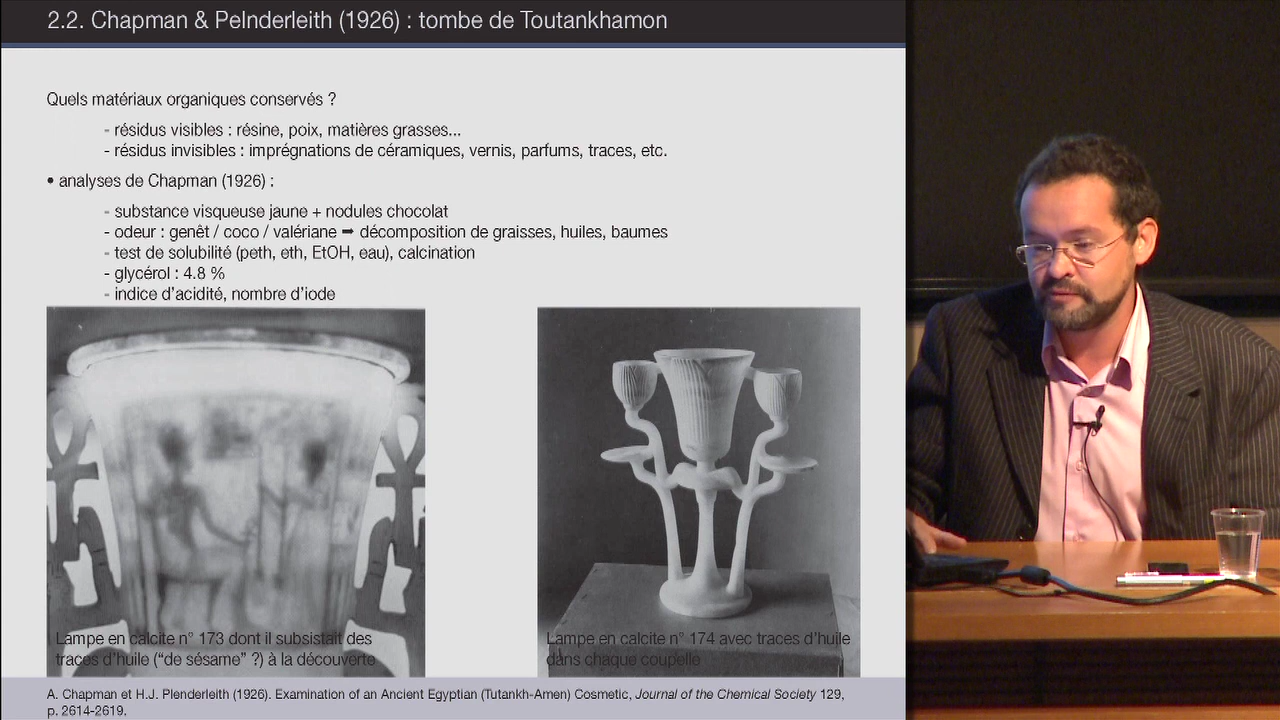 2.2. Chapman & Pelnderleith (1926) : tombe de Toutankhamon
Quels matériaux organiques conservés ?
- résidus visibles : résine, poix, matières grasses...
- résidus invisibles : imprégnations de céramiques, vernis, parfums, traces, etc.
• analyses de Chapman (1926) :
- substance visqueuse jaune + nodules chocolat
- odeur : genêt / coco / valériane ➡ décomposition de graisses, huiles, baumes
- test de solubilité (peth, eth, EtOH, eau), calcination
- glycérol : 4.8 %
- indice d'acidité, nombre d'iode
Lampe en calcite n° 173 dont il subsistait des
traces d'huile ("de sésame" ?) à la découverte
Lampe en calcite n° 174 avec traces d'huile
dans chaque coupelle
A. Chapman et H.J. Plenderleith (1926). Examination of an Ancient Egyptian (Tutankh-Amen) Cosmetic, Journal of the Chemical Society 129,
p. 2614-2619.